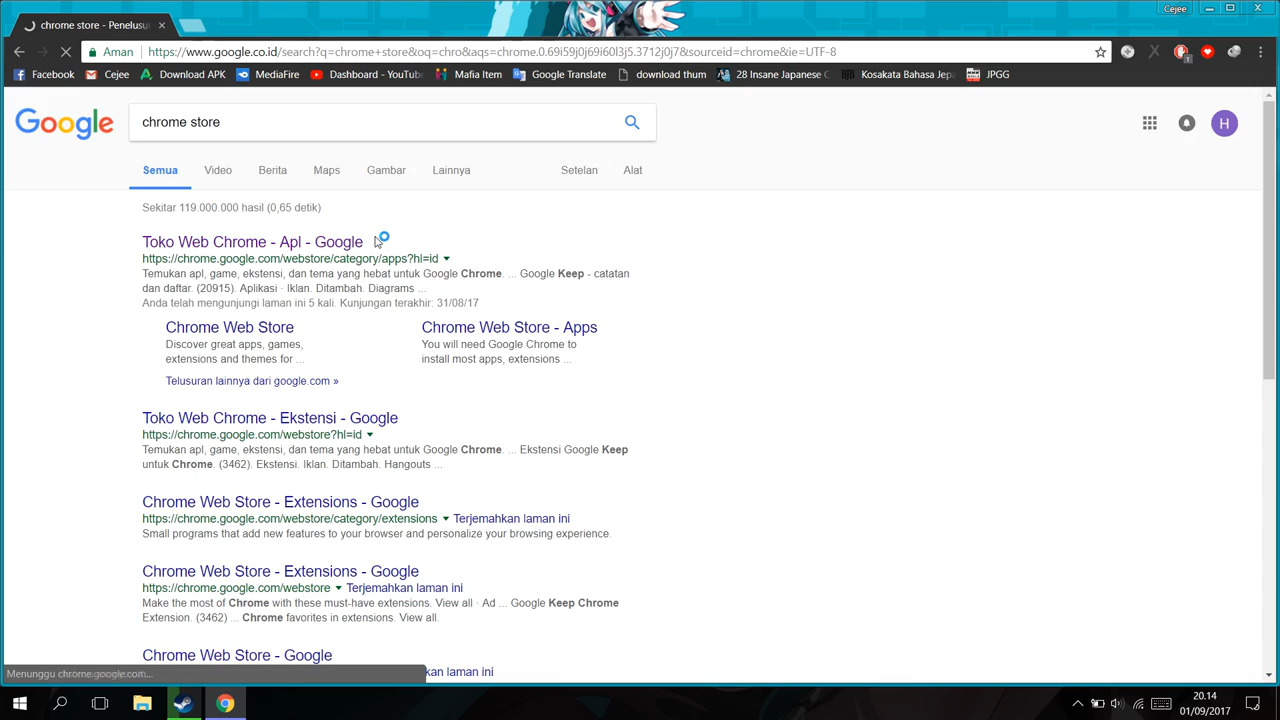 chrome store - Penelusu
Cejee
Aman
https://www.google.co.id/search?q=chrome+store&oq=chro&aqs=chrome.0.69i59j0j69i60l3j5.3712j0j7&sourceid=chrome&ie=UTF-8
Facebook
Cejee
Download APK
MediaFire
Dashboard - YouTube
Mafia Item
Google Translate
download thum
28 Insane Japanese C
Kosakata Bahasa Jepa
JPGG
Google
chrome store
H
Semua
Video
Berita
Maps
Gambar
Lainnya
Setelan
Alat
Sekitar 119.000.000 hasil (0,65 detik)
Toko Web Chrome - Apl - Google
https://chrome.google.com/webstore/category/apps?hl=id
Temukan apl, game, ekstensi, dan tema yang hebat untuk Google Chrome. ... Google Keep - catatan
dan daftar. (20915). Aplikasi · Iklan. Ditambah. Diagrams ...
Anda telah mengunjungi laman ini 5 kali. Kunjungan terakhir: 31/08/17
Chrome Web Store
Discover great apps, games,
extensions and themes for ...
Chrome Web Store - Apps
You will need Google Chrome to
install most apps, extensions ...
Telusuran lainnya dari google.com »
Toko Web Chrome - Ekstensi - Google
https://chrome.google.com/webstore?hl=id
Temukan apl, game, ekstensi, dan tema yang hebat untuk Google Chrome. ... Ekstensi Google Keep
untuk Chrome. (3462). Ekstensi. Iklan. Ditambah. Hangouts ...
Chrome Web Store - Extensions - Google
https://chrome.google.com/webstore/category/extensions
Terjemahkan laman ini
Small programs that add new features to your browser and personalize your browsing experience.
Chrome Web Store - Extensions - Google
https://chrome.google.com/webstore
Terjemahkan laman ini
Make the most of Chrome with these must-have extensions. View all · Ad ... Google Keep Chrome
Extension. (3462) ... Chrome favorites in extensions. View all.
Chrome Web Store - Google
kan laman ini
Menunggu chrome.google.com...
20.14
01/09/2017